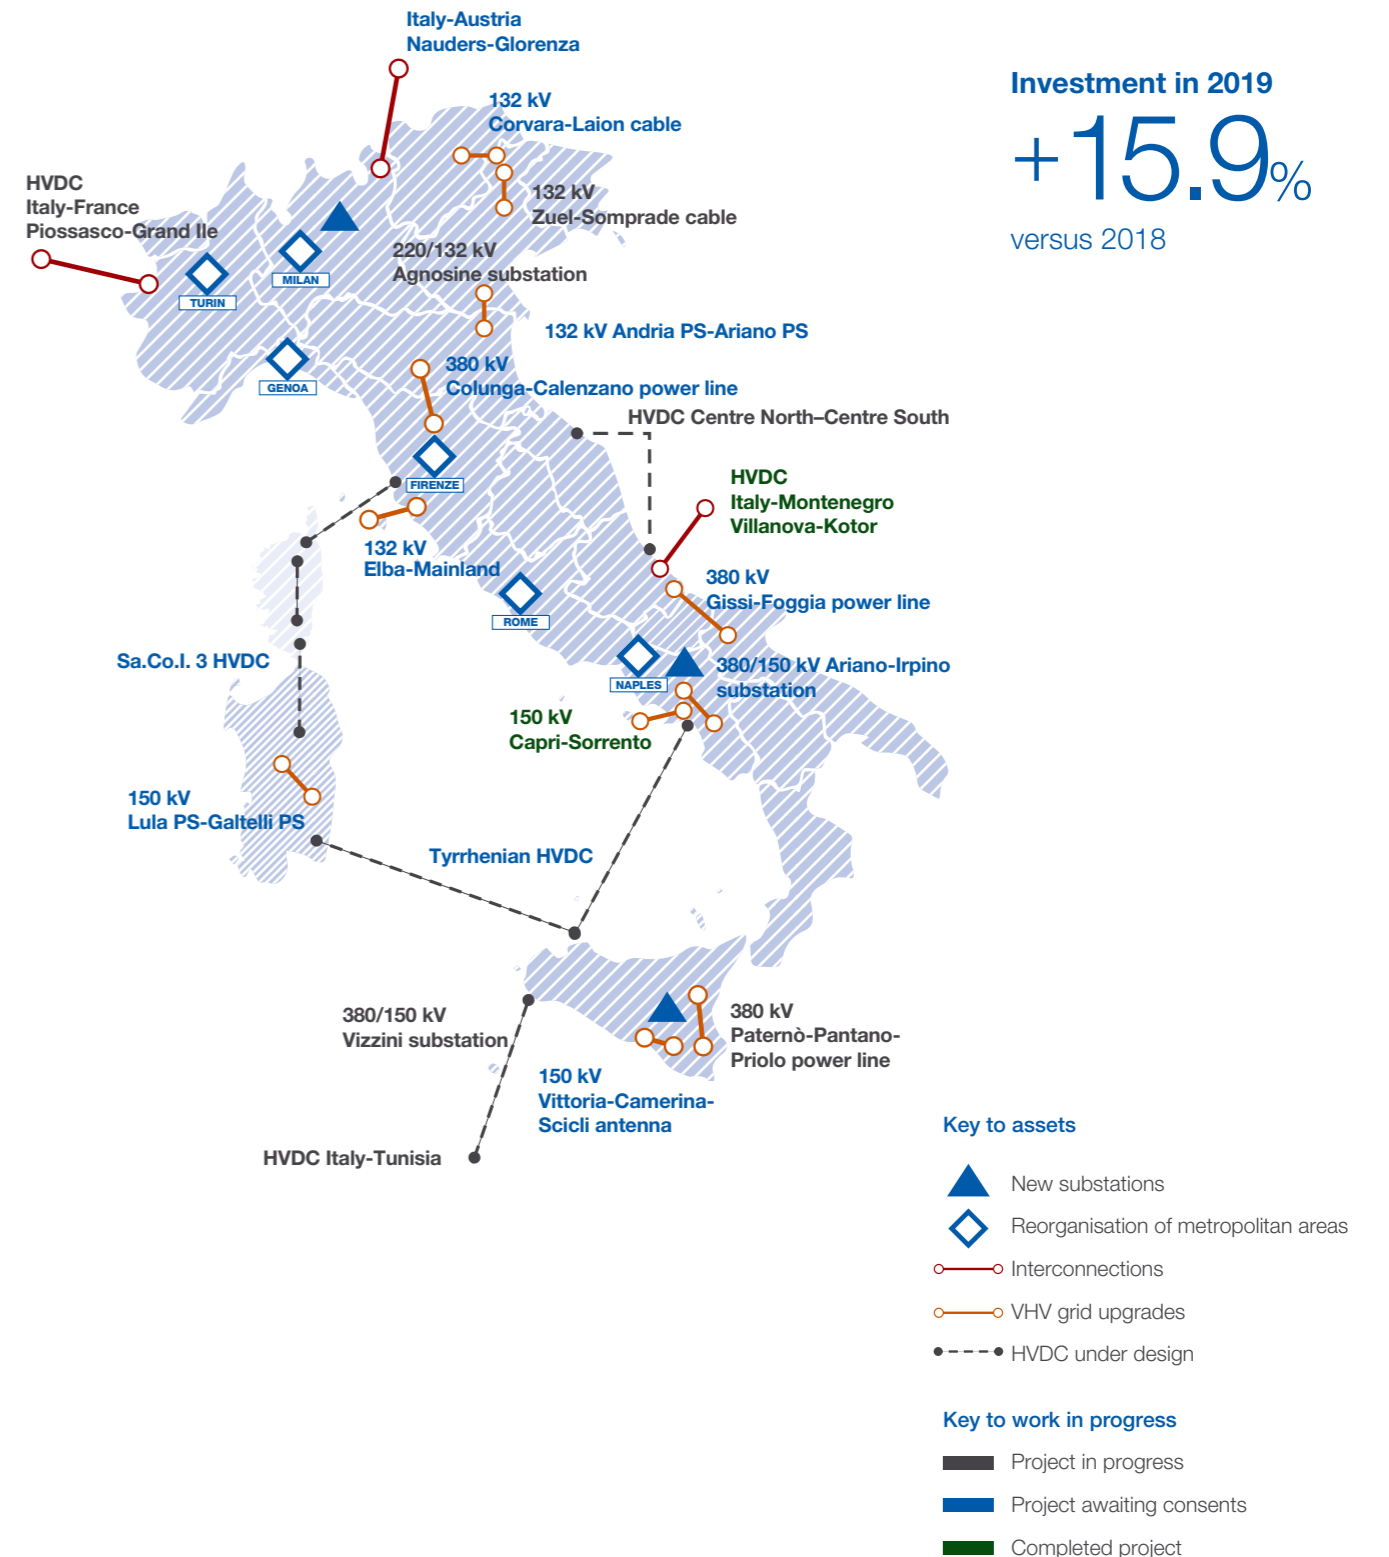 Italy-Austria
Nauders-Glorenza
Investment in 2019
+15.9%
versus 2018
132 kV
Corvara-Laion cable
HVDC
Italy-France
Piossasco-Grand Ile
132 kV
Zuel-Somprade cable
220/132 kV
Agnosine substation
MILAN
TURIN
132 kV Andria PS-Ariano PS
380 kV
Colunga-Calenzano power line
GENOA
HVDC Centre North–Centre South
FIRENZE
HVDC
Italy-Montenegro
Villanova-Kotor
132 kV
Elba-Mainland
380 kV
Gissi-Foggia power line
ROME
Sa.Co.I. 3 HVDC
NAPLES
380/150 kV Ariano-Irpino
substation
150 kV
Capri-Sorrento
150 kV
Lula PS-Galtelli PS
Tyrrhenian HVDC
380/150 kV
Vizzini substation
380 kV
Paternò-Pantano-
Priolo power line
150 kV
Vittoria-Camerina-
Scicli antenna
HVDC Italy-Tunisia
Key to assets
New substations
Reorganisation of metropolitan areas
Interconnections
VHV grid upgrades
HVDC under design
Key to work in progress
Project in progress
Project awaiting consents
Completed project